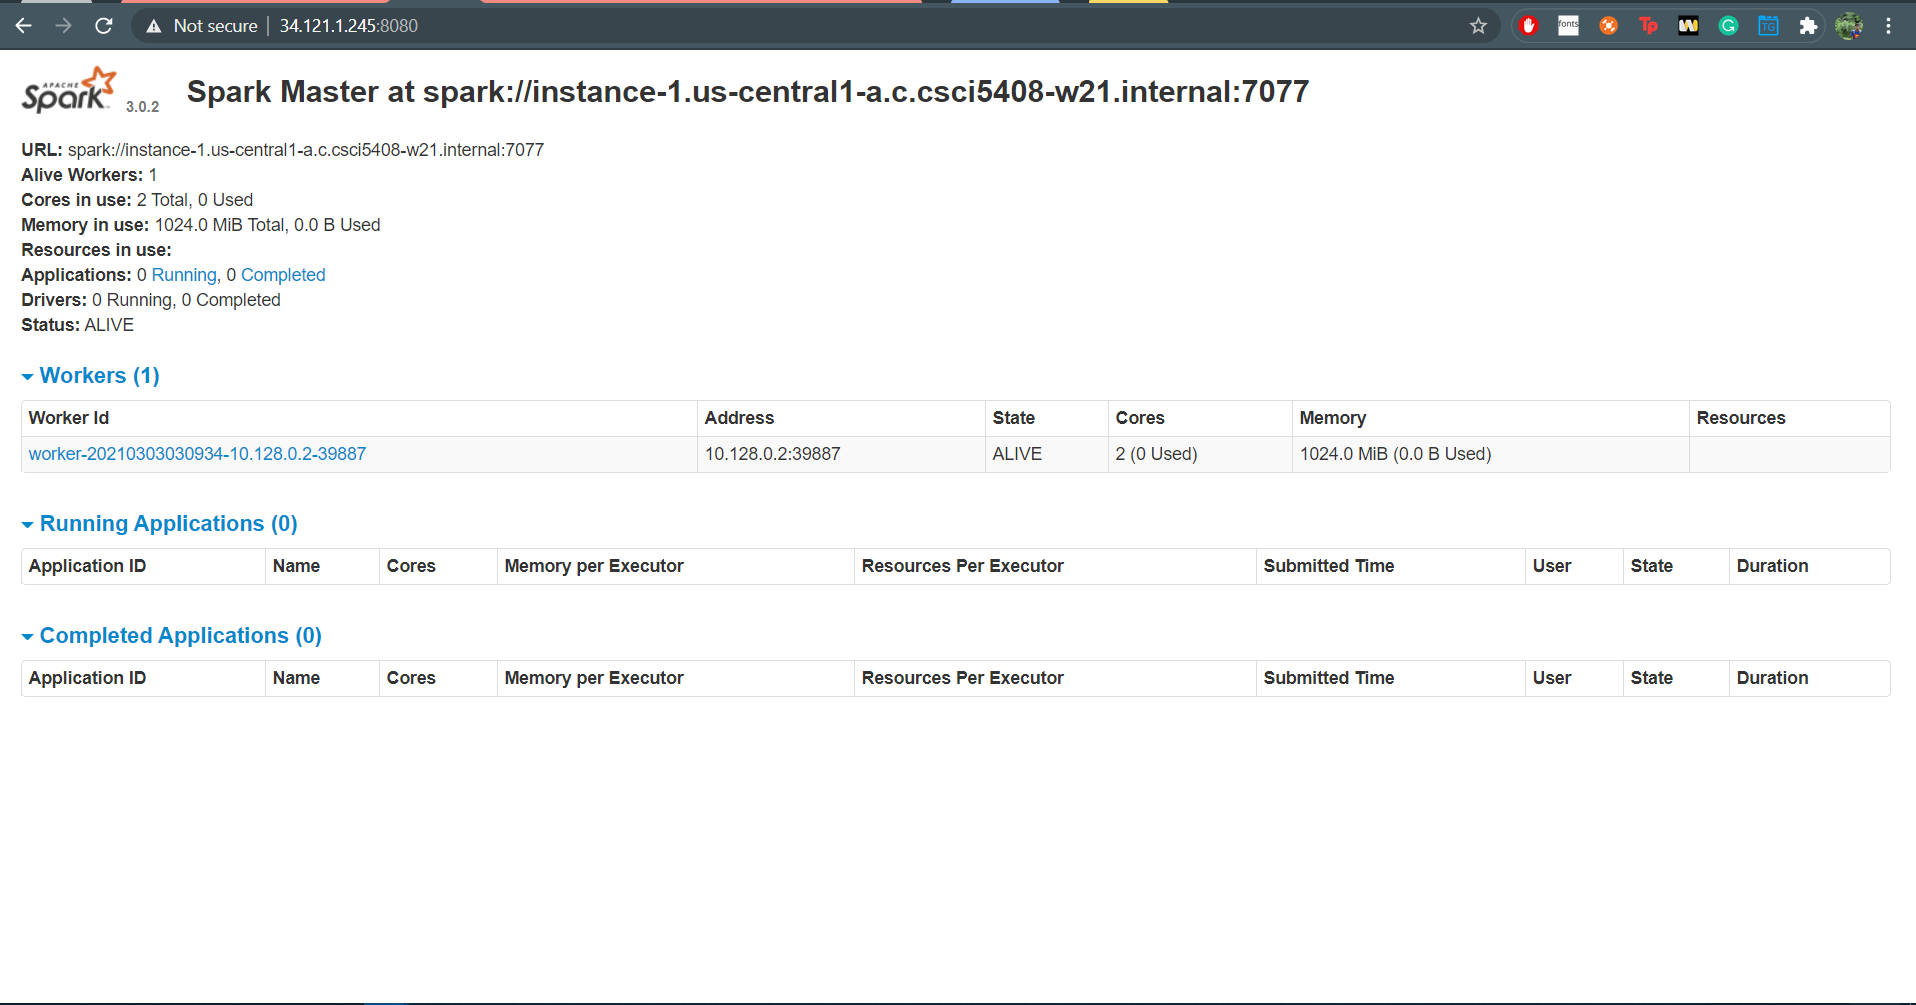 Not secure | 34.121.1.245:8080
fonts
Tp
W
G
TG
APACHE
Spark 3.0.2 Spark Master at spark://instance-1.us-central1-a.c.csci5408-w21.internal:7077
URL: spark://instance-1.us-central1-a.c.csci5408-w21.internal:7077
Alive Workers: 1
Cores in use: 2 Total, 0 Used
Memory in use: 1024.0 MiB Total, 0.0 B Used
Resources in use:
Applications: 0 Running, 0 Completed
Drivers: 0 Running, 0 Completed
Status: ALIVE
Workers (1)
Worker Id Address State Cores Memory Resources
worker-20210303030934-10.128.0.2-39887 10.128.0.2:39887 ALIVE 2 (0 Used) 1024.0 MiB (0.0 B Used)
Running Applications (0)
Application ID Name Cores Memory per Executor Resources Per Executor Submitted Time User State Duration
Completed Applications (0)
Application ID Name Cores Memory per Executor Resources Per Executor Submitted Time User State Duration